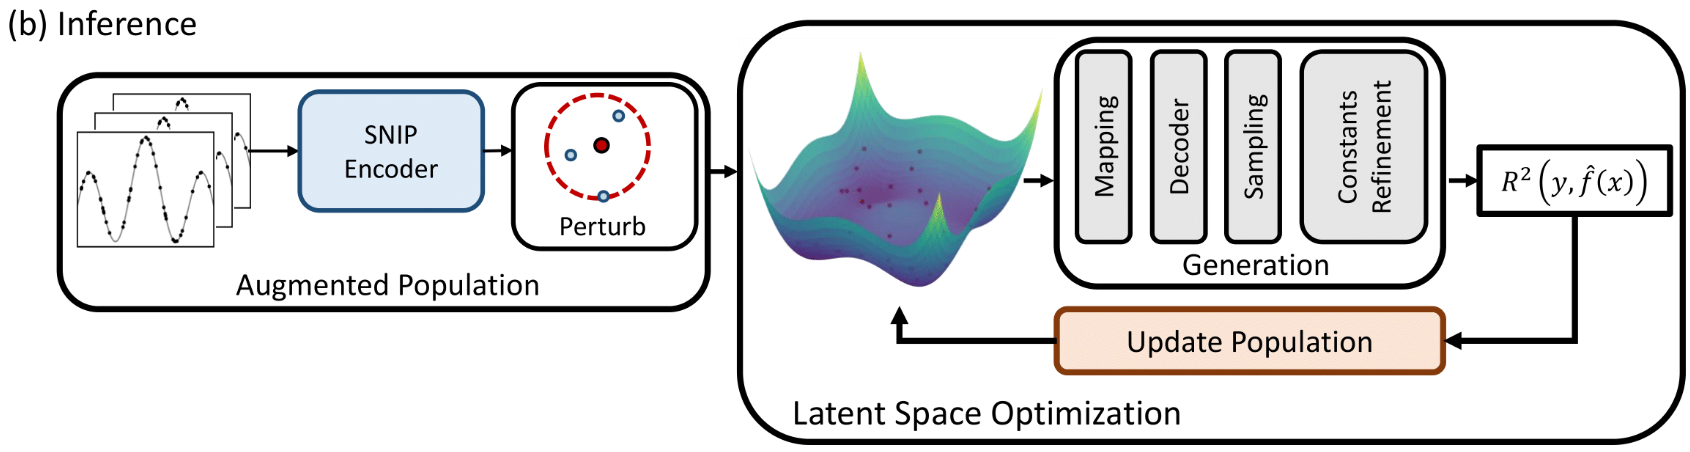 (b) Inference
SNIP
Encoder
Perturb
Augmented Population
Mapping
Decoder
Sampling
Constants
Refinement
Generation
R² (y, f̂(x))
Update Population
Latent Space Optimization